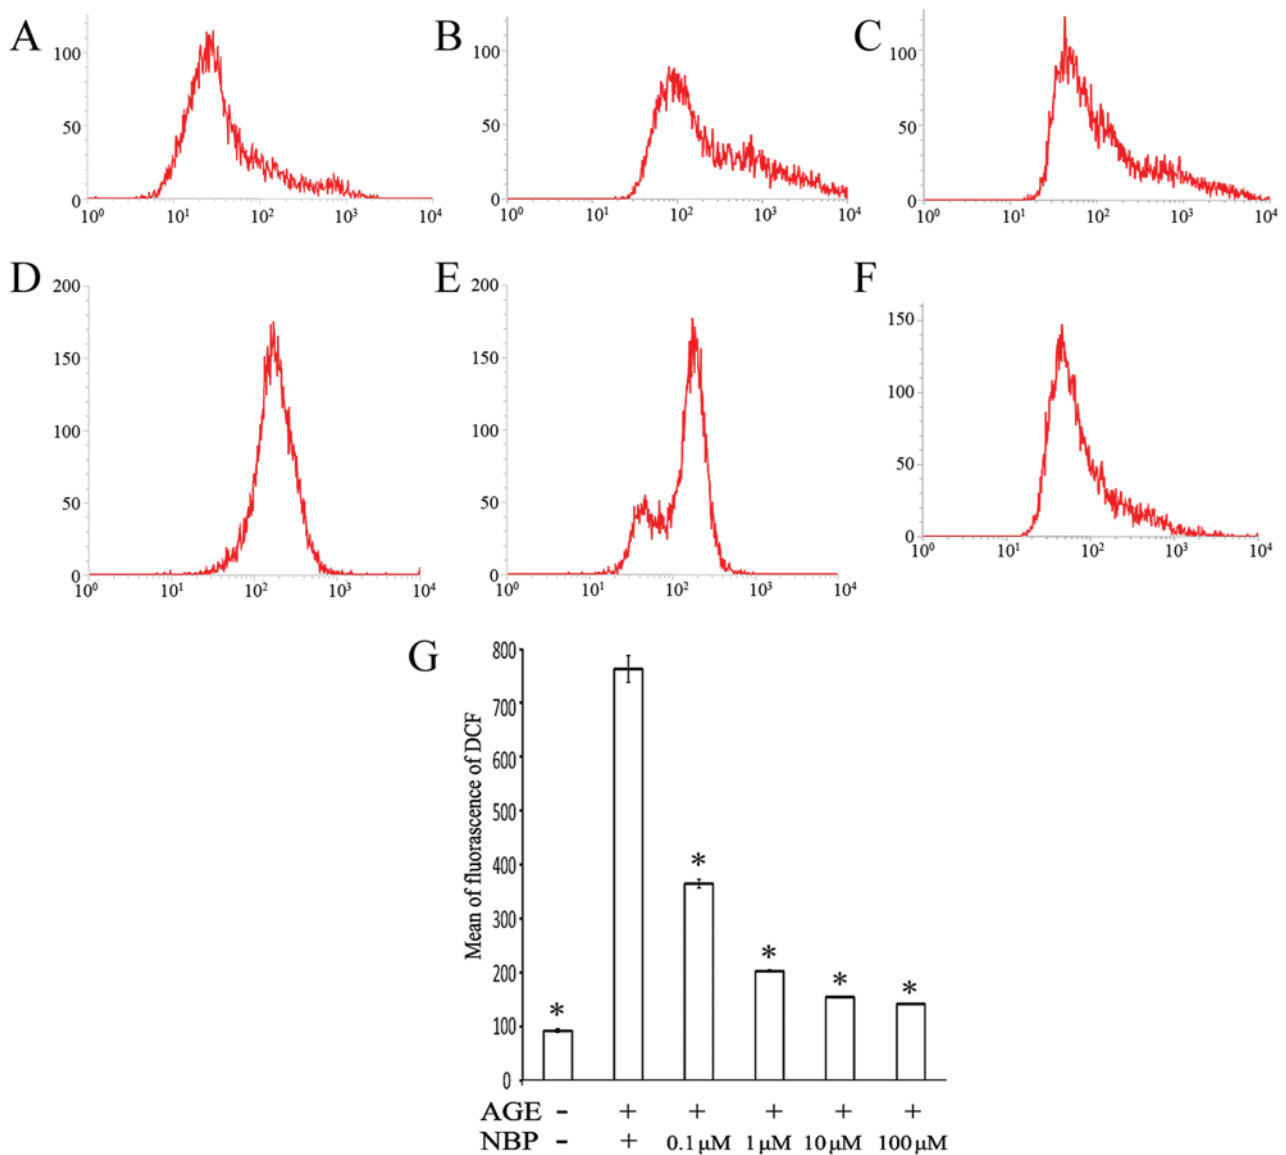 A
100
50
0
10⁰ 10¹ 10² 10³ 10⁴
B
100
50
0
10⁰ 10¹ 10² 10³ 10⁴
C
100
50
0
10⁰ 10¹ 10² 10³ 10⁴
D
200
150
100
50
0
10⁰ 10¹ 10² 10³ 10⁴
E
200
150
100
50
0
10⁰ 10¹ 10² 10³ 10⁴
F
150
100
50
0
10⁰ 10¹ 10² 10³ 10⁴
G
Mean of fluorascence of DCF
800
700
600
500
400
300
200
100
0
* * * * *
AGE - + + + + +
NBP - + 0.1 μM 1 μM 10 μM 100 μM